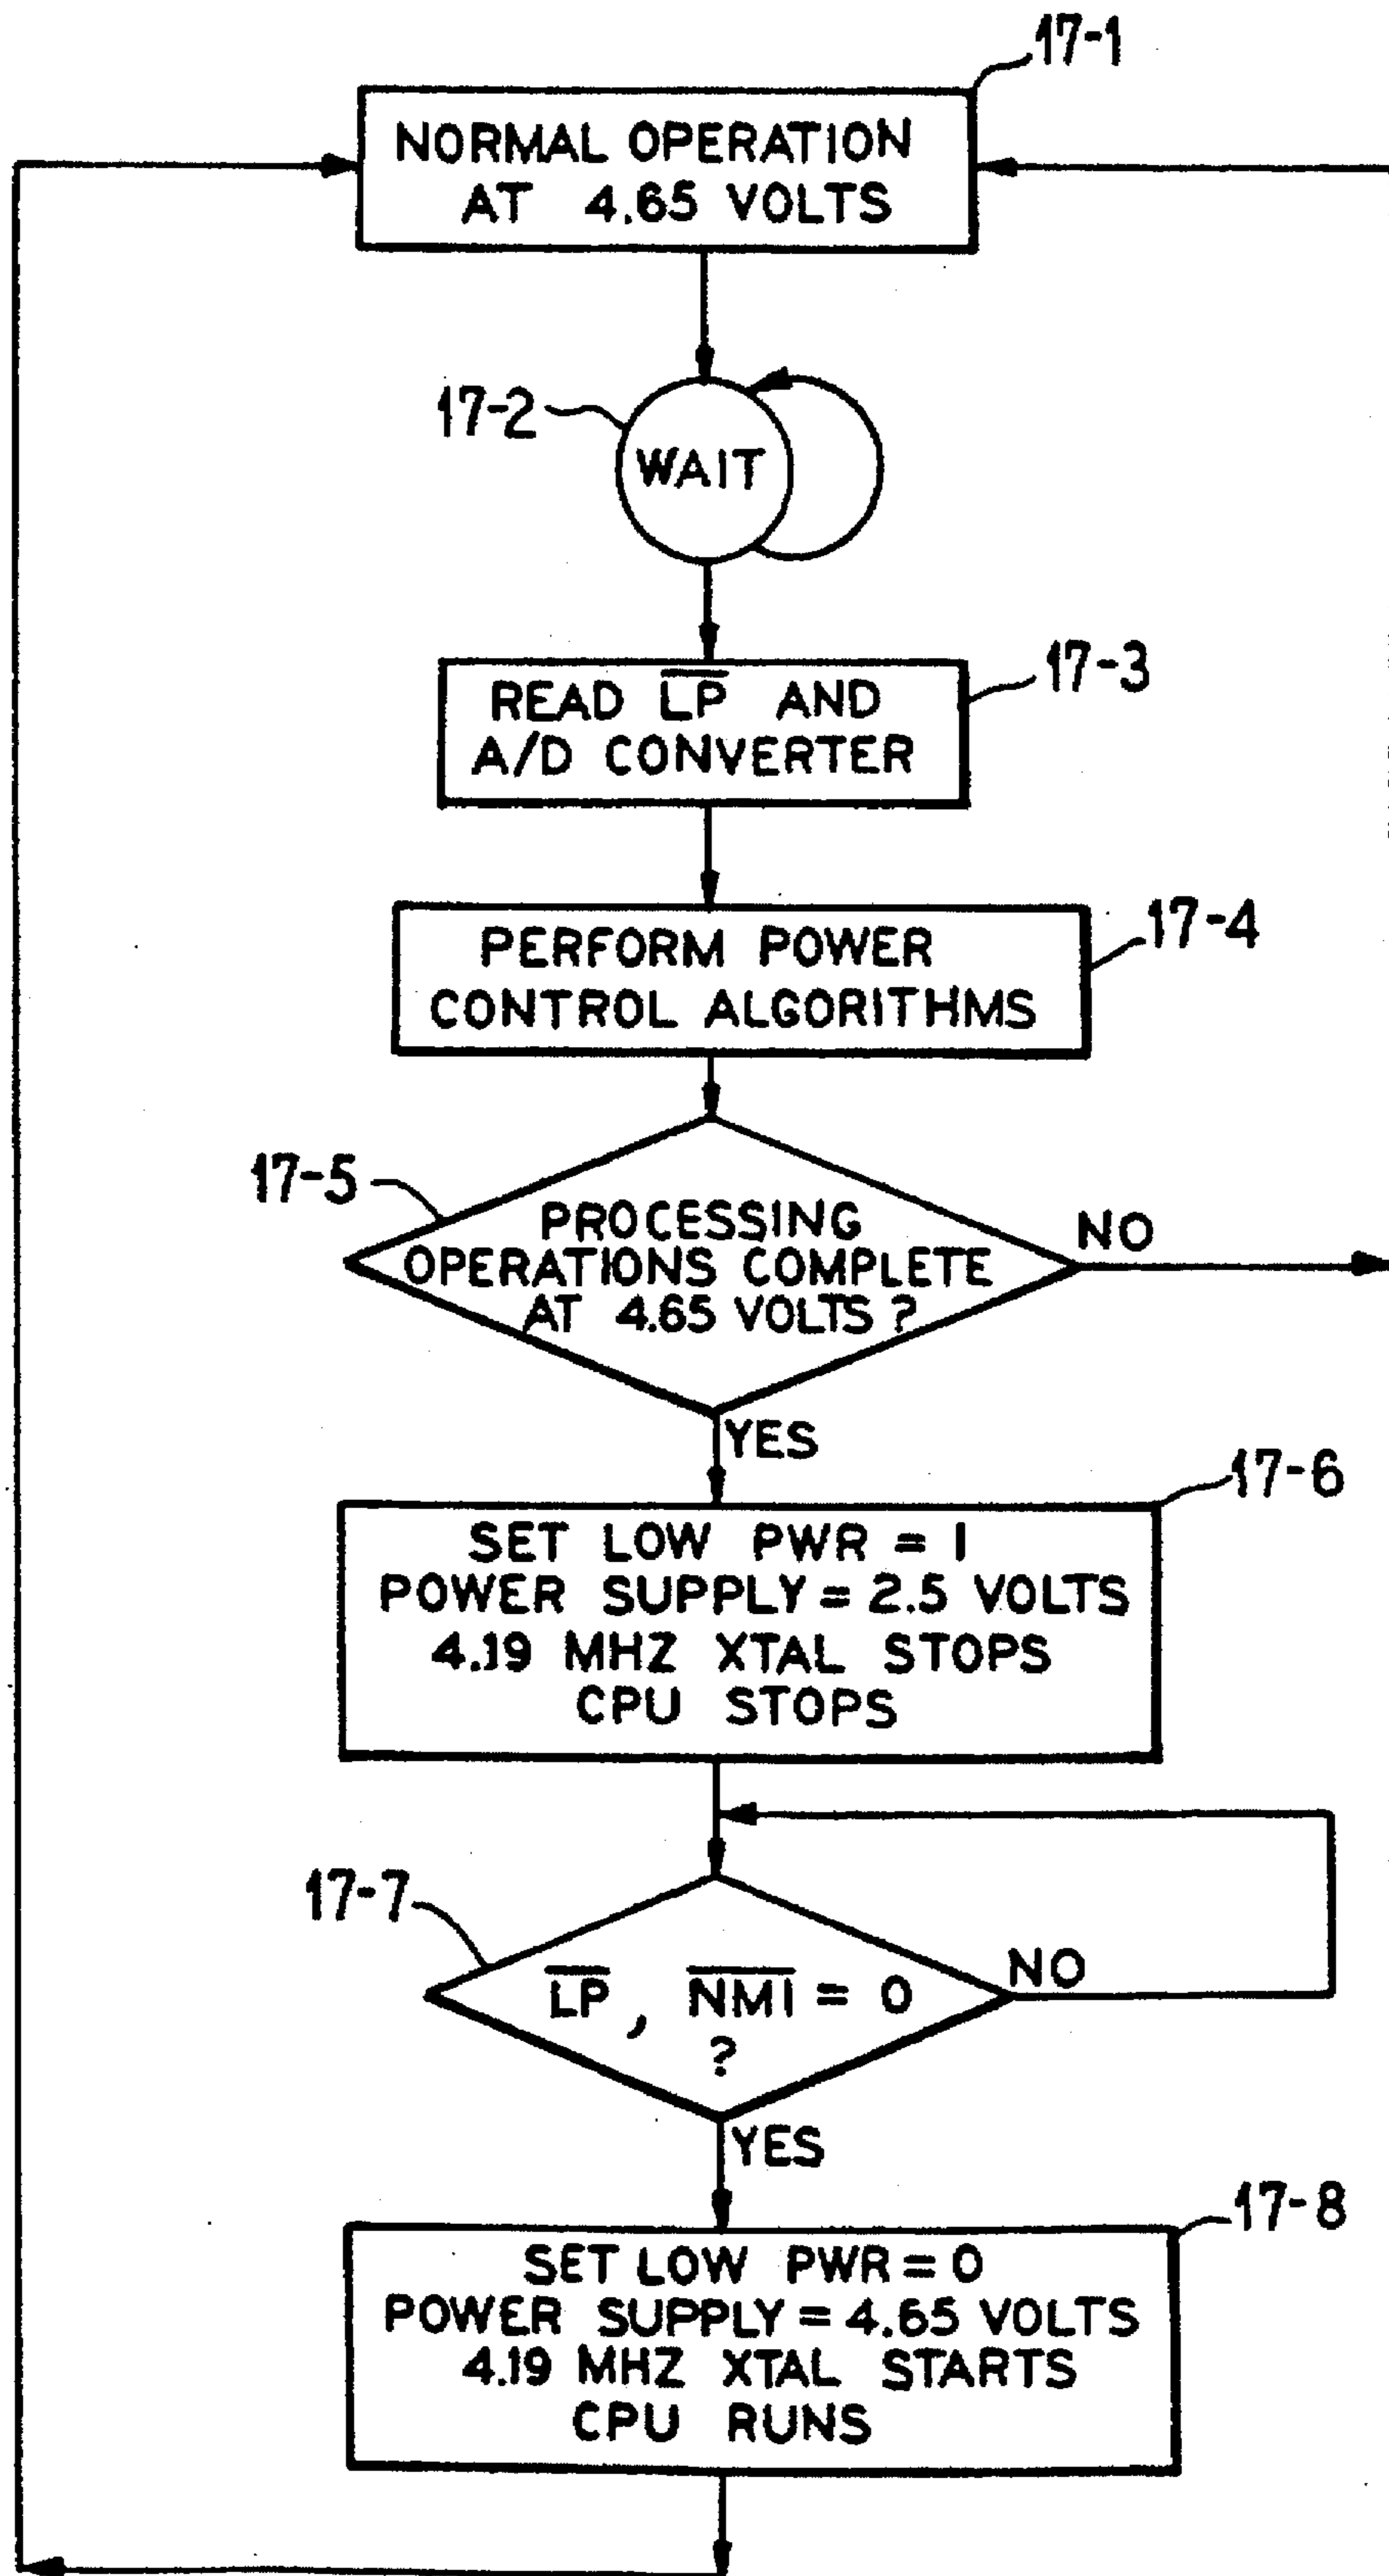 17-1
NORMAL OPERATION
AT 4.65 VOLTS
17-2
WAIT
17-3
READ L̅P̅ AND
A/D CONVERTER
17-4
PERFORM POWER
CONTROL ALGORITHMS
17-5
PROCESSING
OPERATIONS COMPLETE
AT 4.65 VOLTS ?
NO
YES
17-6
SET LOW PWR = 1
POWER SUPPLY = 2.5 VOLTS
4.19 MHZ XTAL STOPS
CPU STOPS
17-7
L̅P̅, N̅M̅I̅ = 0
?
NO
YES
17-8
SET LOW PWR = 0
POWER SUPPLY = 4.65 VOLTS
4.19 MHZ XTAL STARTS
CPU RUNS